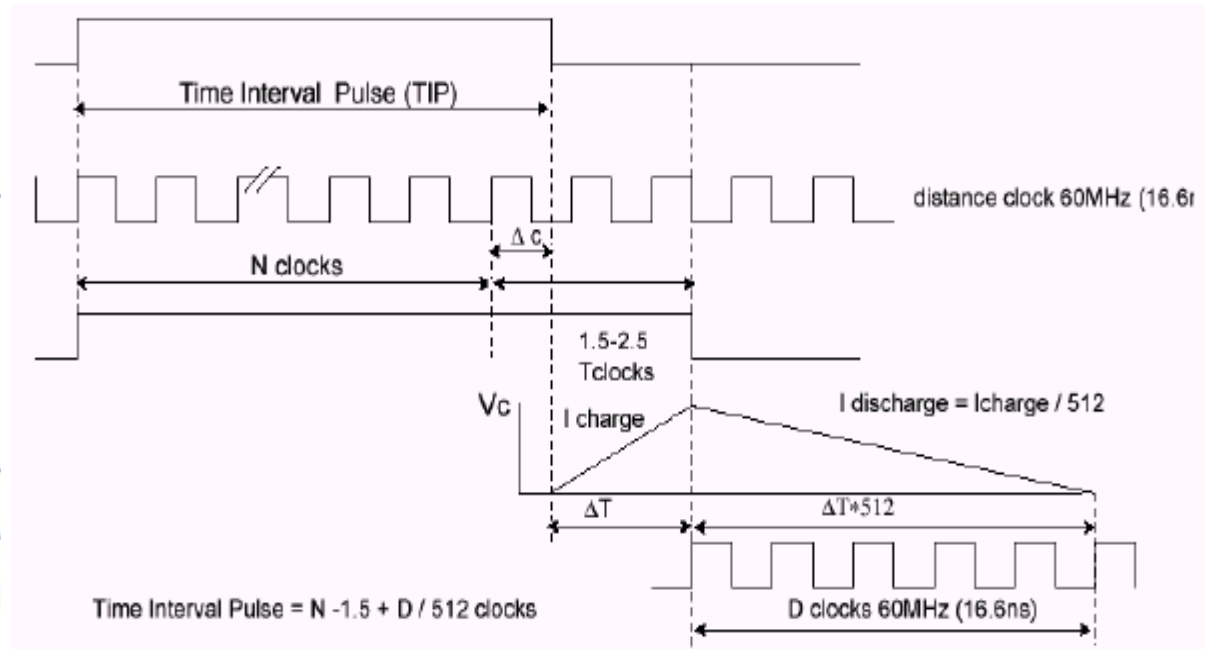 Time Interval Pulse (TIP)
distance clock 60MHz (16.6
Δ c
N clocks
1.5-2.5
Tclocks
Vc
I charge
I discharge = Icharge / 512
ΔT
ΔT*512
Time Interval Pulse = N -1.5 + D / 512 clocks
D clocks 60MHz (16.6ns)